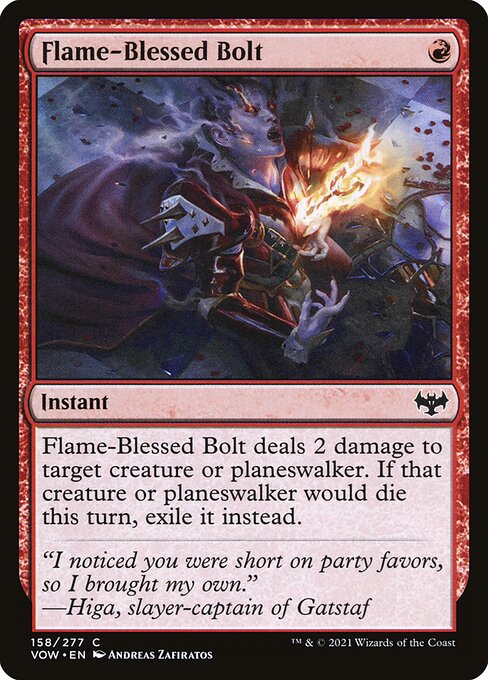 Flame-Blessed Bolt
Instant
Flame-Blessed Bolt deals 2 damage to
target creature or planeswalker. If that
creature or planeswalker would die
this turn, exile it instead.
“I noticed you were short on party favors,
so I brought my own.”
—Higa, slayer-captain of Gatstaf
158/277 C
VOW • EN Andreas Zafiratos
™ & © 2021 Wizards of the Coast